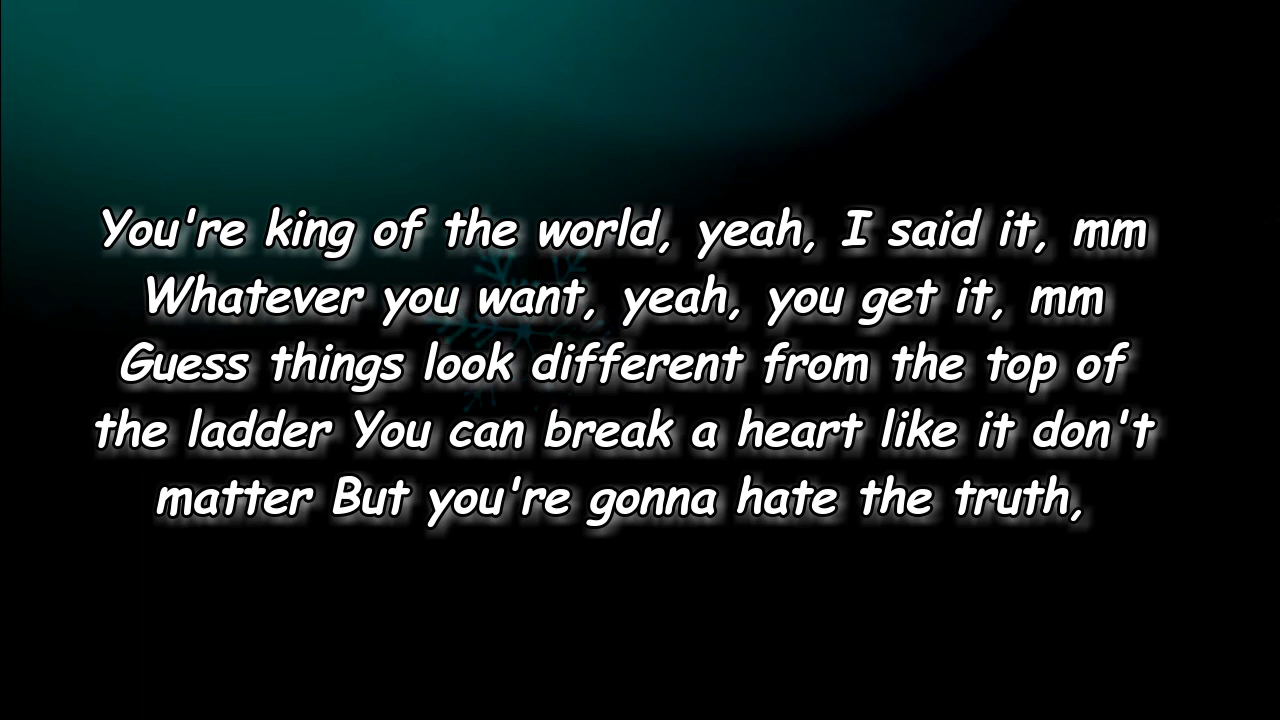 You're king of the world, yeah, I said it, mm
Whatever you want, yeah, you get it, mm
Guess things look different from the top of
the ladder You can break a heart like it don't
matter But you're gonna hate the truth,